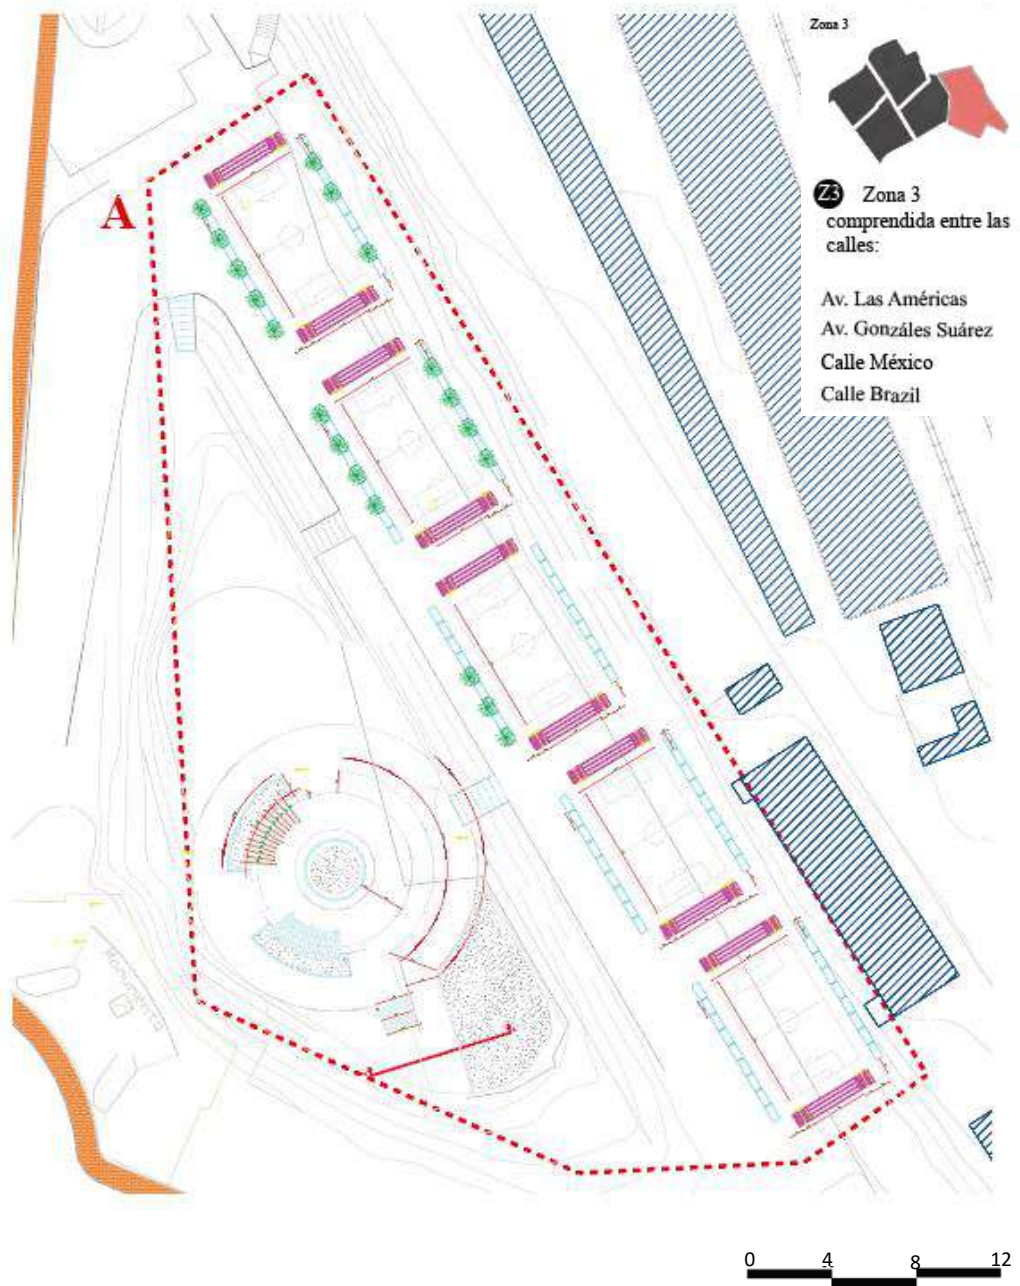 Zona 3
Z3 Zona 3
comprendida entre las
calles:
Av. Las Américas
Av. Gonzáles Suárez
Calle México
Calle Brazil
A
MONUMENTO
0 4 8 12